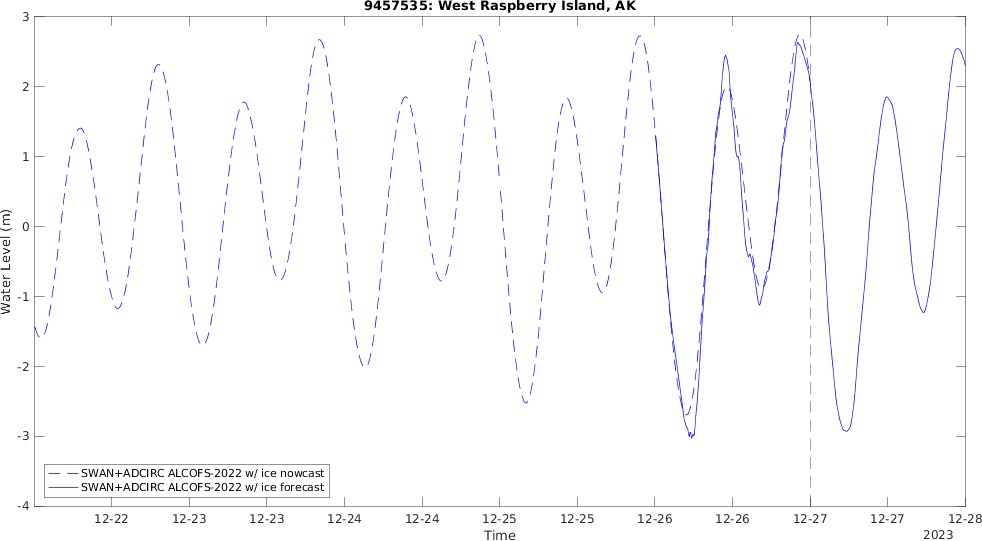 9457535: West Raspberry Island, AK
3
2
1
0
-1
-2
-3
-4
Water Level (m)
SWAN+ADCIRC ALCOFS-2022 w/ ice nowcast
SWAN+ADCIRC ALCOFS-2022 w/ ice forecast
12-22 12-23 12-23 12-24 12-24 12-25 12-25 12-26 12-26 12-27 12-27 12-28
Time
2023